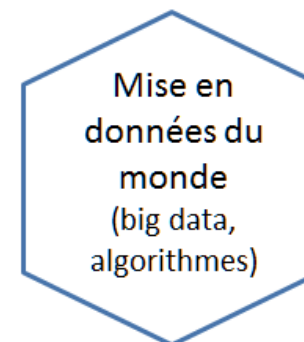 Mise en
données du
monde
(big data,
algorithmes)